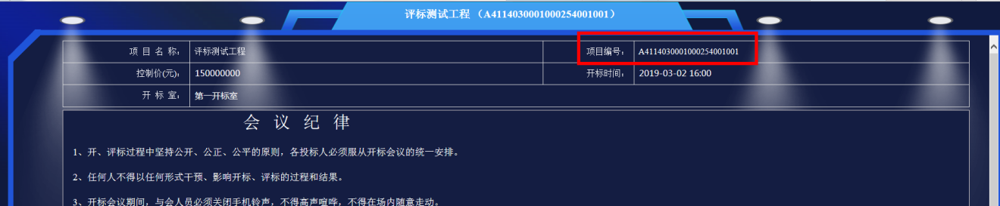 评标测试工程 （A4114030001000254001001）
项 目 名 称： 评标测试工程 项目编号： A4114030001000254001001
控制价(元)： 150000000 开标时间： 2019-03-02 16:00
开 标 室： 第一开标室
会 议 纪 律
1、开、评标过程中坚持公开、公正、公平的原则，各投标人必须服从开标会议的统一安排。
2、任何人不得以任何形式干预、影响开标、评标的过程和结果。
3、开标会议期间，与会人员必须关闭手机铃声，不得高声喧哗，不得在场内随意走动。